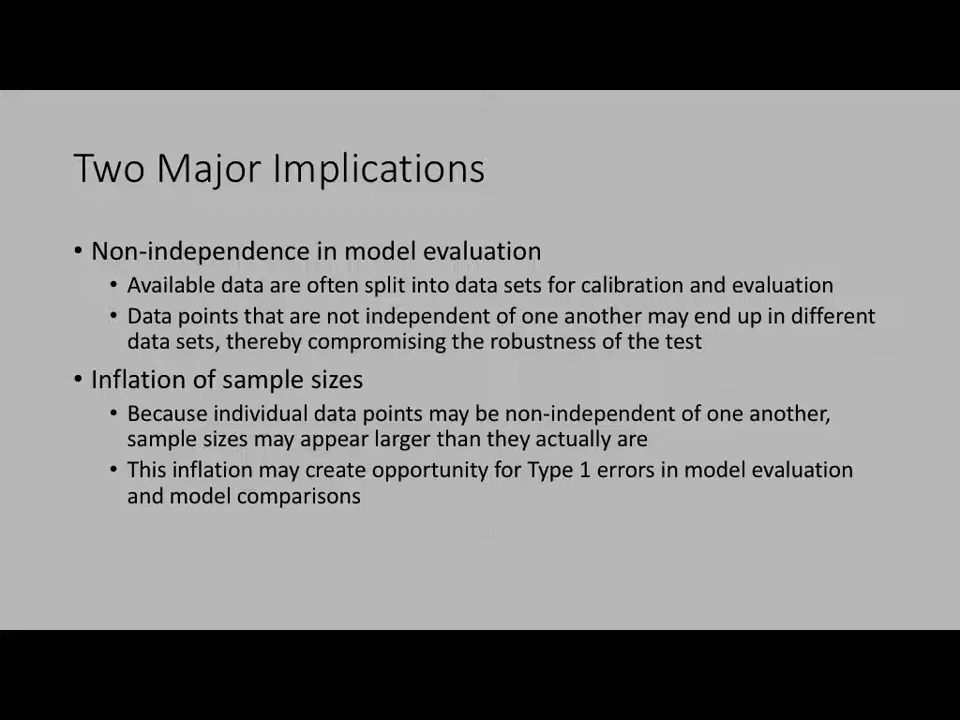 Two Major Implications
• Non-independence in model evaluation
• Available data are often split into data sets for calibration and evaluation
• Data points that are not independent of one another may end up in different
data sets, thereby compromising the robustness of the test
• Inflation of sample sizes
• Because individual data points may be non-independent of one another,
sample sizes may appear larger than they actually are
• This inflation may create opportunity for Type 1 errors in model evaluation
and model comparisons